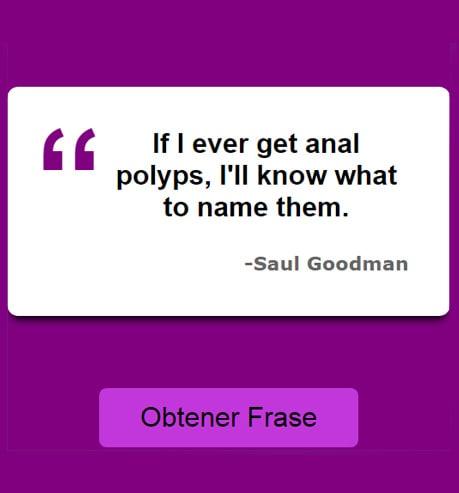 “ If I ever get anal
polyps, I'll know what
to name them.
-Saul Goodman
Obtener Frase